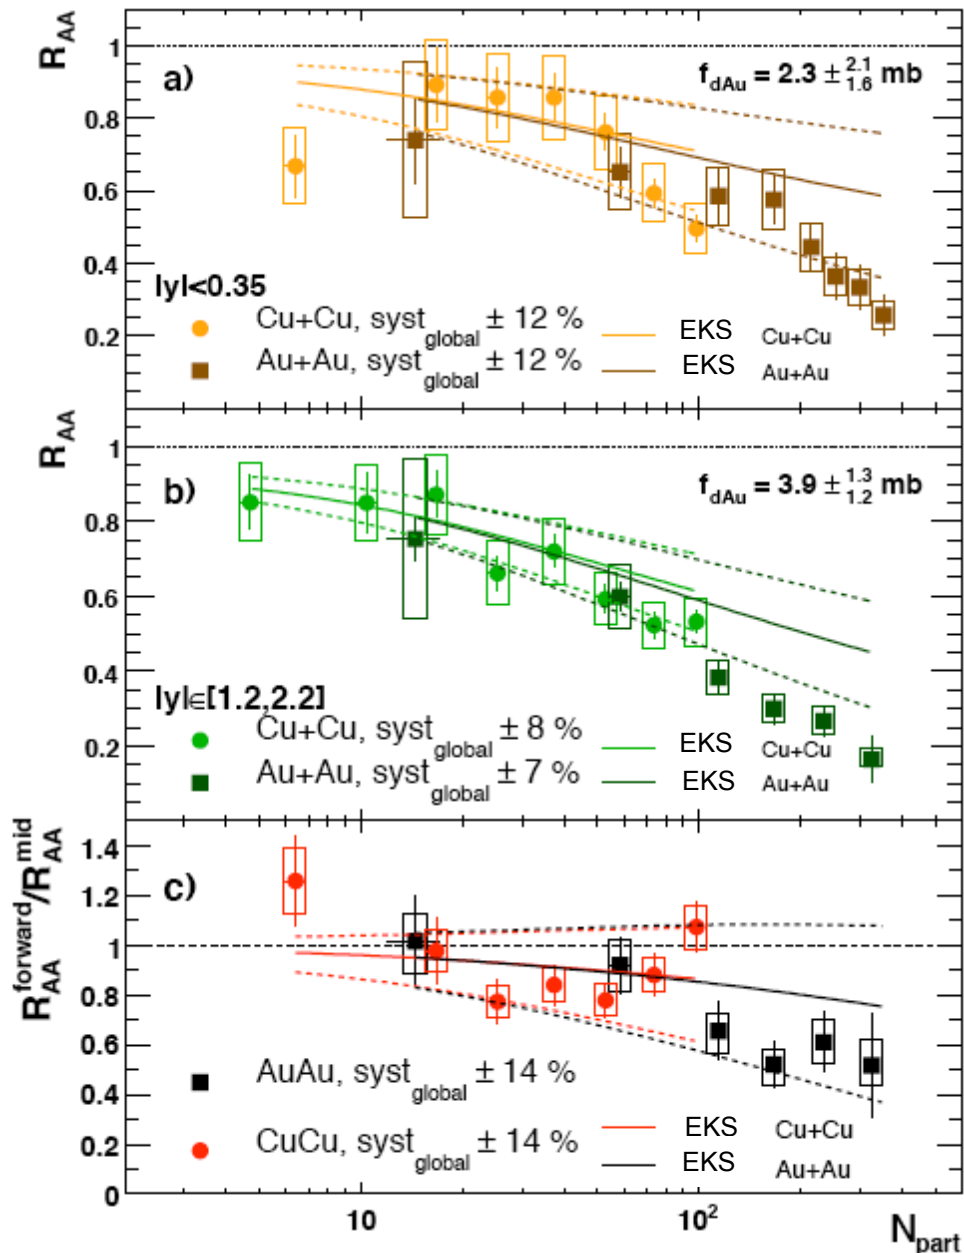 R_AA
1
0.8
0.6
0.4
0.2
a)
f_dAu = 2.3 ± 2.1 1.6 mb
|y|<0.35
Cu+Cu, syst_global ± 12 %
EKS Cu+Cu
Au+Au, syst_global ± 12 %
EKS Au+Au
R_AA
1
0.8
0.6
0.4
0.2
b)
f_dAu = 3.9 ± 1.3 1.2 mb
|y|∈[1.2,2.2]
Cu+Cu, syst_global ± 8 %
EKS Cu+Cu
Au+Au, syst_global ± 7 %
EKS Au+Au
R_AA^forward/R_AA^mid
1.4
1.2
1
0.8
0.6
0.4
0.2
0
c)
AuAu, syst_global ± 14 %
CuCu, syst_global ± 14 %
EKS Cu+Cu
EKS Au+Au
10
10²
N_part